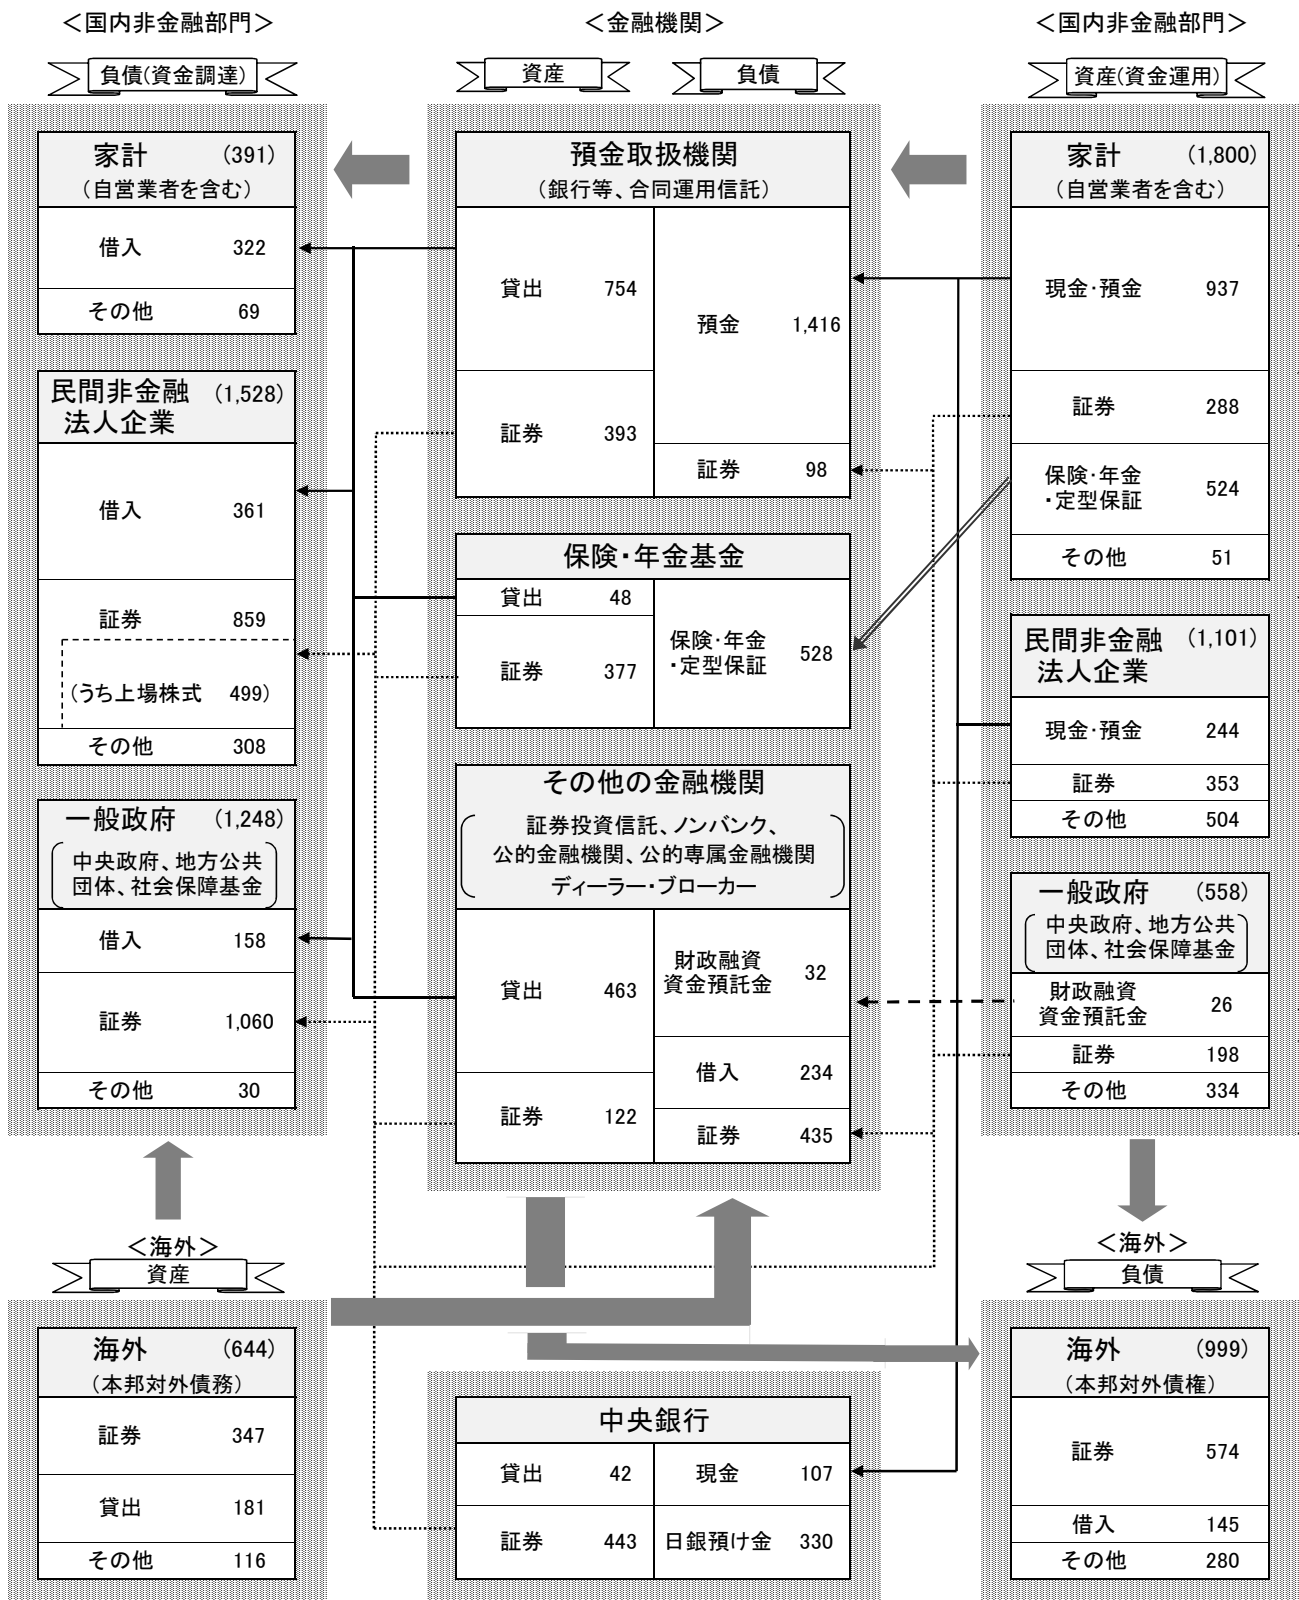 ＜国内非金融部門＞
負債(資金調達)
家計 (391)
（自営業者を含む）
借入 322
その他 69
民間非金融 (1,528)
法人企業
借入 361
証券 859
(うち上場株式 499)
その他 308
一般政府 (1,248)
中央政府、地方公共
団体、社会保障基金
借入 158
証券 1,060
その他 30
＜海外＞
資産
海外 (644)
（本邦対外債務）
証券 347
貸出 181
その他 116
＜金融機関＞
資産 負債
預金取扱機関
（銀行等、合同運用信託）
貸出 754
証券 393
預金 1,416
証券 98
保険・年金基金
貸出 48
証券 377
保険・年金
・定型保証 528
その他の金融機関
証券投資信託、ノンバンク、
公的金融機関、公的専属金融機関
ディーラー・ブローカー
貸出 463
証券 122
財政融資
資金預託金 32
借入 234
証券 435
中央銀行
貸出 42 現金 107
証券 443 日銀預け金 330
＜国内非金融部門＞
資産(資金運用)
家計 (1,800)
（自営業者を含む）
現金・預金 937
証券 288
保険・年金
・定型保証 524
その他 51
民間非金融 (1,101)
法人企業
現金・預金 244
証券 353
その他 504
一般政府 (558)
中央政府、地方公共
団体、社会保障基金
財政融資
資金預託金 26
証券 198
その他 334
＜海外＞
負債
海外 (999)
（本邦対外債権）
証券 574
借入 145
その他 280